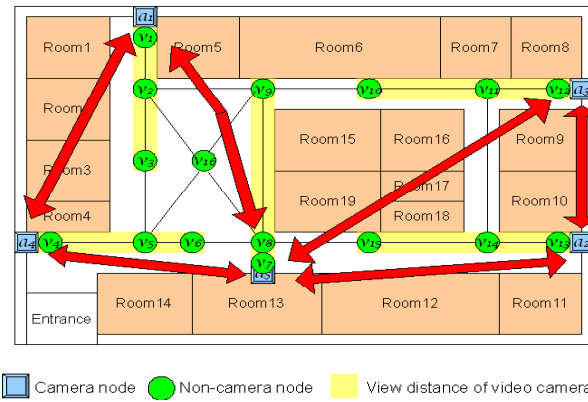 a1
Room1
v1
Room5
Room6
Room7
Room8
v2
v9
v10
v11
v12
a3
Room
Room15
Room16
Room9
v3
v16
Room3
Room17
Room10
Room4
Room19
Room18
a4
v4
v5
v6
v8
v15
v14
v13
a2
v7
a5
Room14
Room13
Room12
Room11
Entrance
Camera node
Non-camera node
View distance of video camera